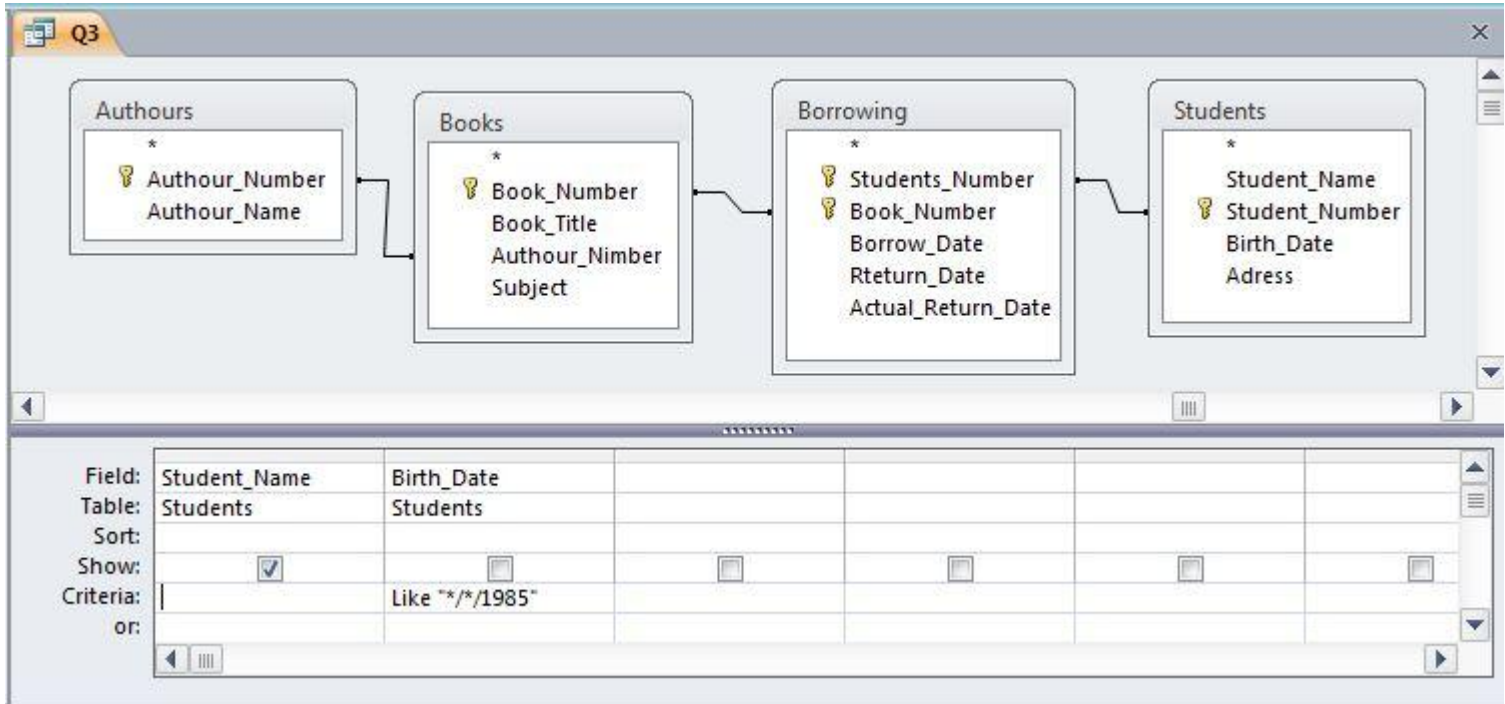 Q3
Authours
*
Authour_Number
Authour_Name
Books
*
Book_Number
Book_Title
Authour_Nimber
Subject
Borrowing
*
Students_Number
Book_Number
Borrow_Date
Rteturn_Date
Actual_Return_Date
Students
*
Student_Name
Student_Number
Birth_Date
Adress
Field: Student_Name Birth_Date
Table: Students Students
Sort:
Show:
Criteria: Like "*/*/1985"
or: